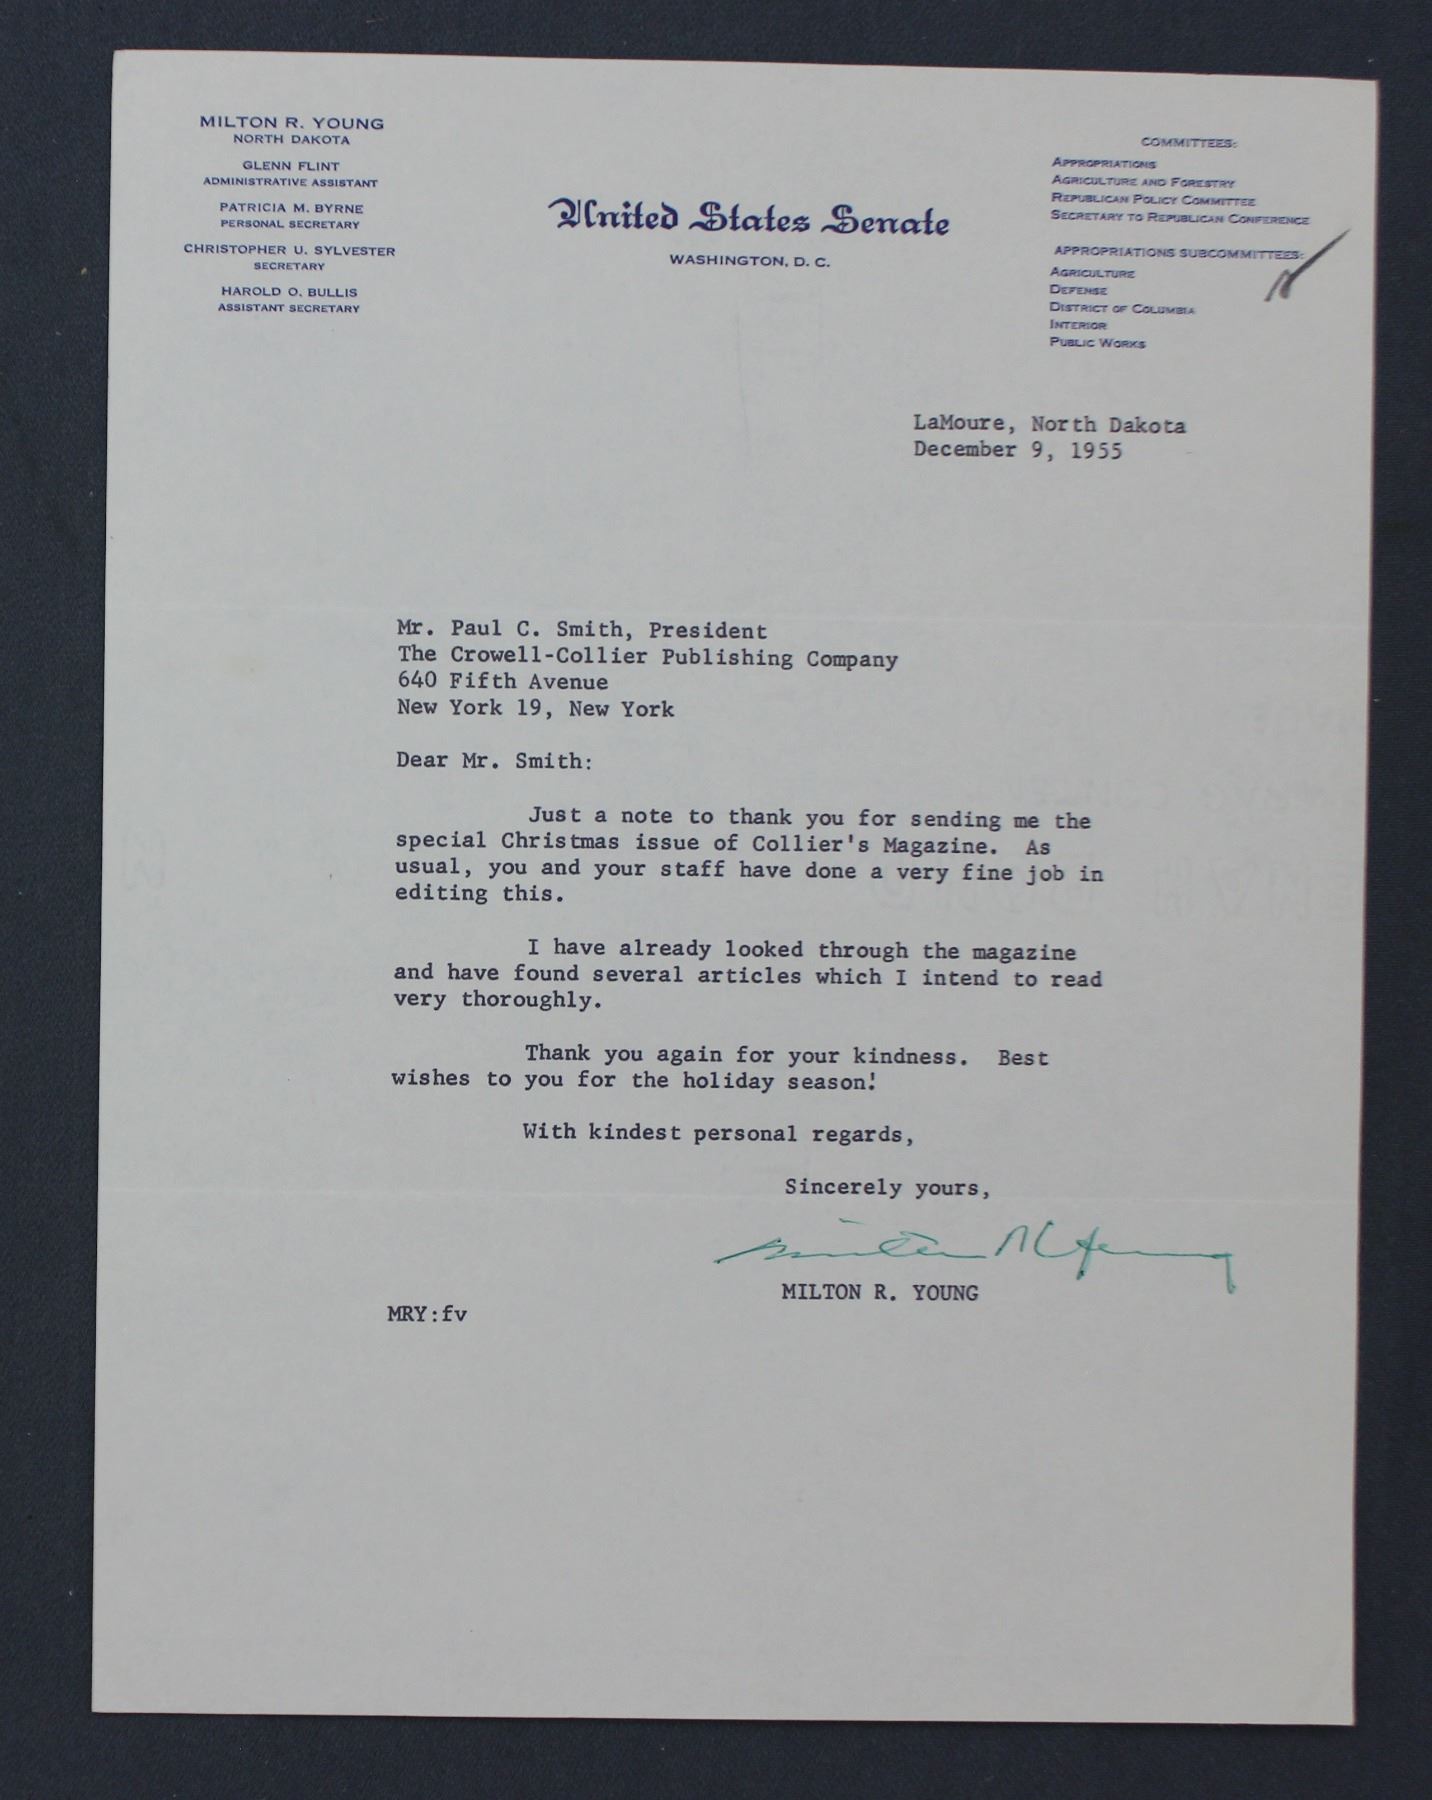 MILTON R. YOUNG
NORTH DAKOTA
GLENN FLINT
ADMINISTRATIVE ASSISTANT
PATRICIA M. BYRNE
PERSONAL SECRETARY
CHRISTOPHER U. SYLVESTER
SECRETARY
HAROLD O. BULLIS
ASSISTANT SECRETARY
United States Senate
WASHINGTON, D. C.
COMMITTEES:
APPROPRIATIONS
AGRICULTURE AND FORESTRY
REPUBLICAN POLICY COMMITTEE
SECRETARY TO REPUBLICAN CONFERENCE
APPROPRIATIONS SUBCOMMITTEES:
AGRICULTURE
DEFENSE
DISTRICT OF COLUMBIA
INTERIOR
PUBLIC WORKS
LaMoure, North Dakota
December 9, 1955
Mr. Paul C. Smith, President
The Crowell-Collier Publishing Company
640 Fifth Avenue
New York 19, New York
Dear Mr. Smith:
Just a note to thank you for sending me the
special Christmas issue of Collier's Magazine. As
usual, you and your staff have done a very fine job in
editing this.
I have already looked through the magazine
and have found several articles which I intend to read
very thoroughly.
Thank you again for your kindness. Best
wishes to you for the holiday season!
With kindest personal regards,
Sincerely yours,
Milton R Young
MILTON R. YOUNG
MRY:fv